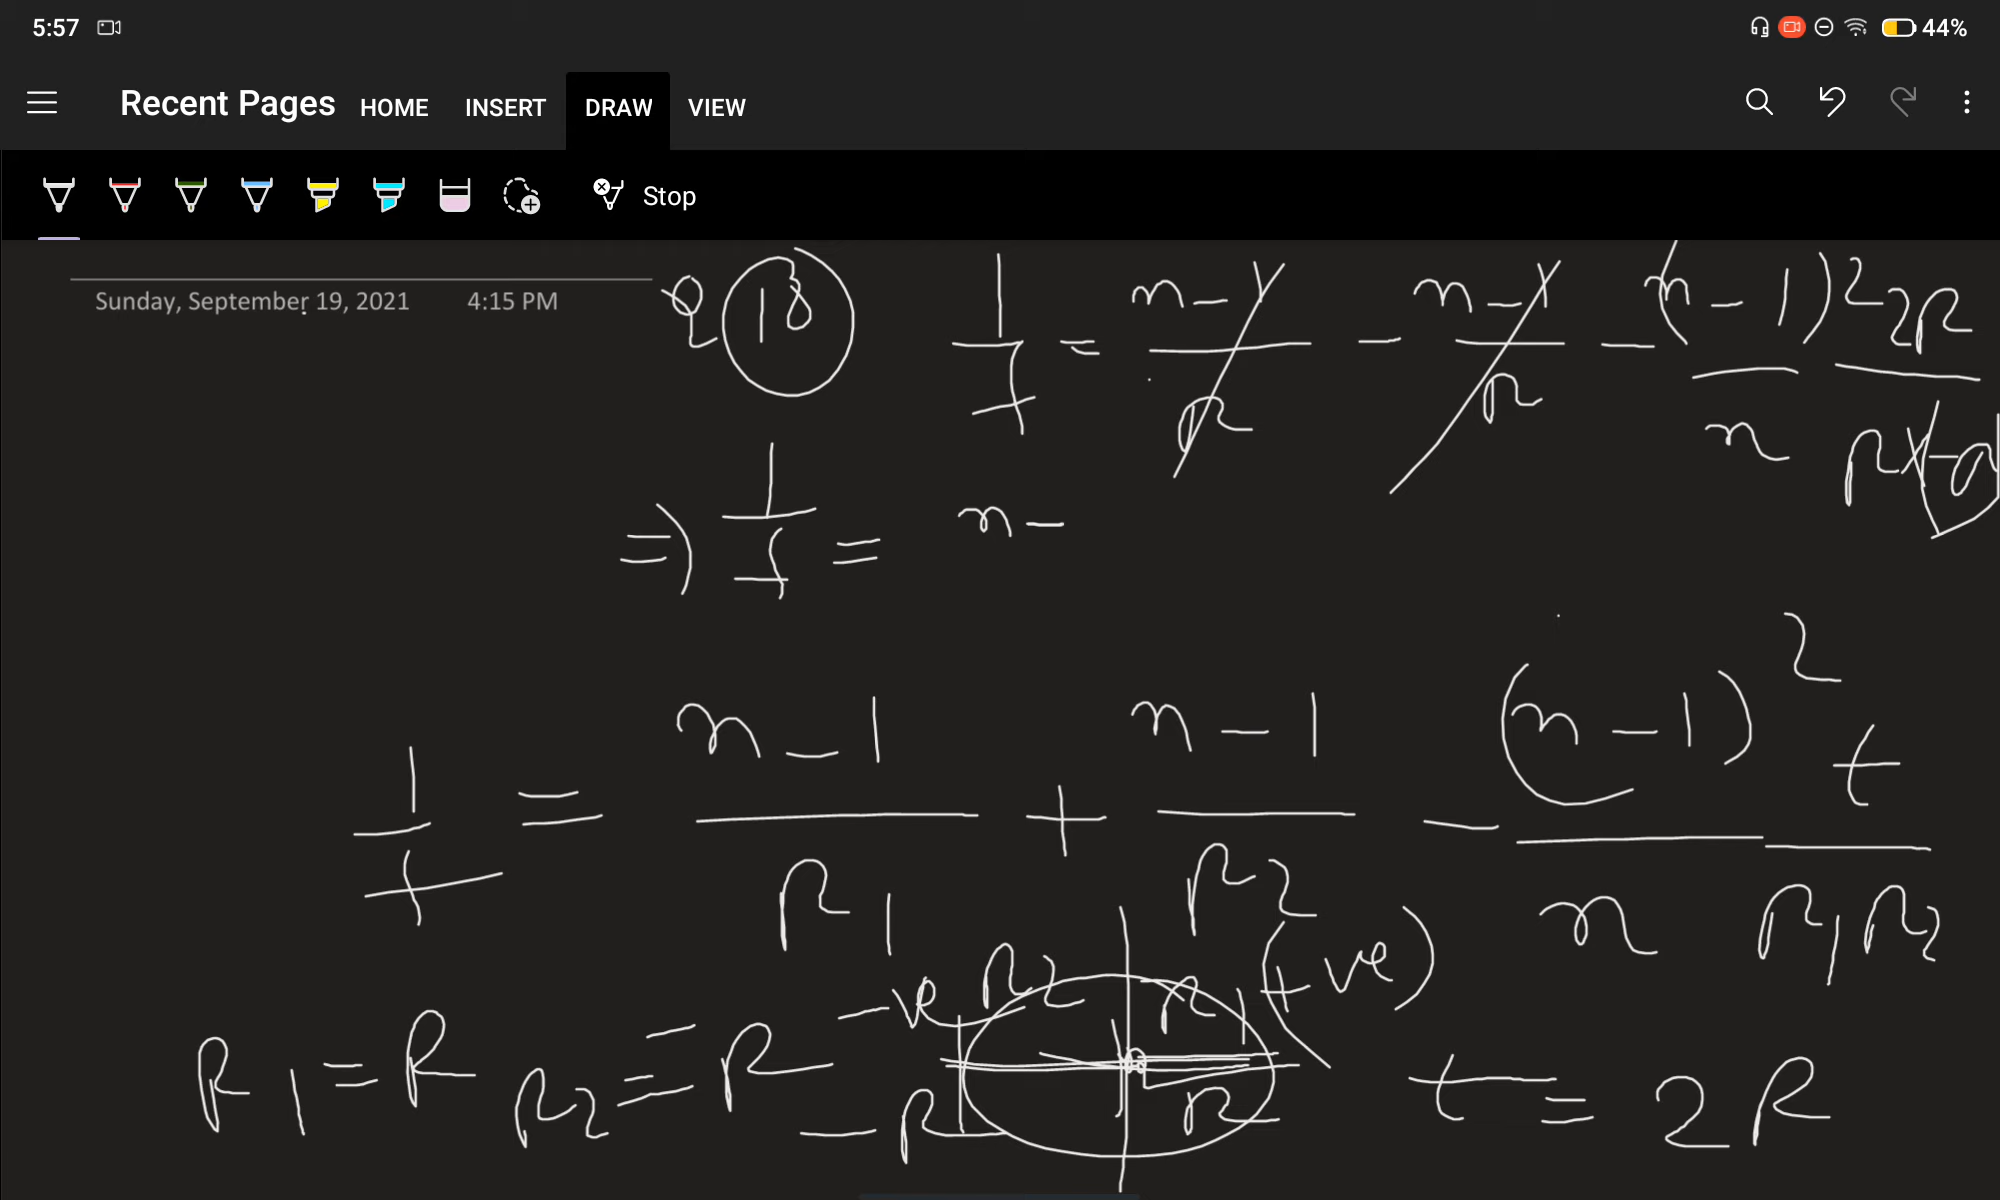 5:57 44%
Recent Pages HOME INSERT DRAW VIEW
Stop
Sunday, September 19, 2021 4:15 PM
Q 18 1/f = n-1/R - n-1/R - (n-1)² 2R / n R(-R
=) 1/f = n-
1/f = n-1/R1 + n-1/R2 - (n-1)² t / n R1R2
-ve R2 R1 (+ve)
R1 = R R2 = R - R R t = 2R